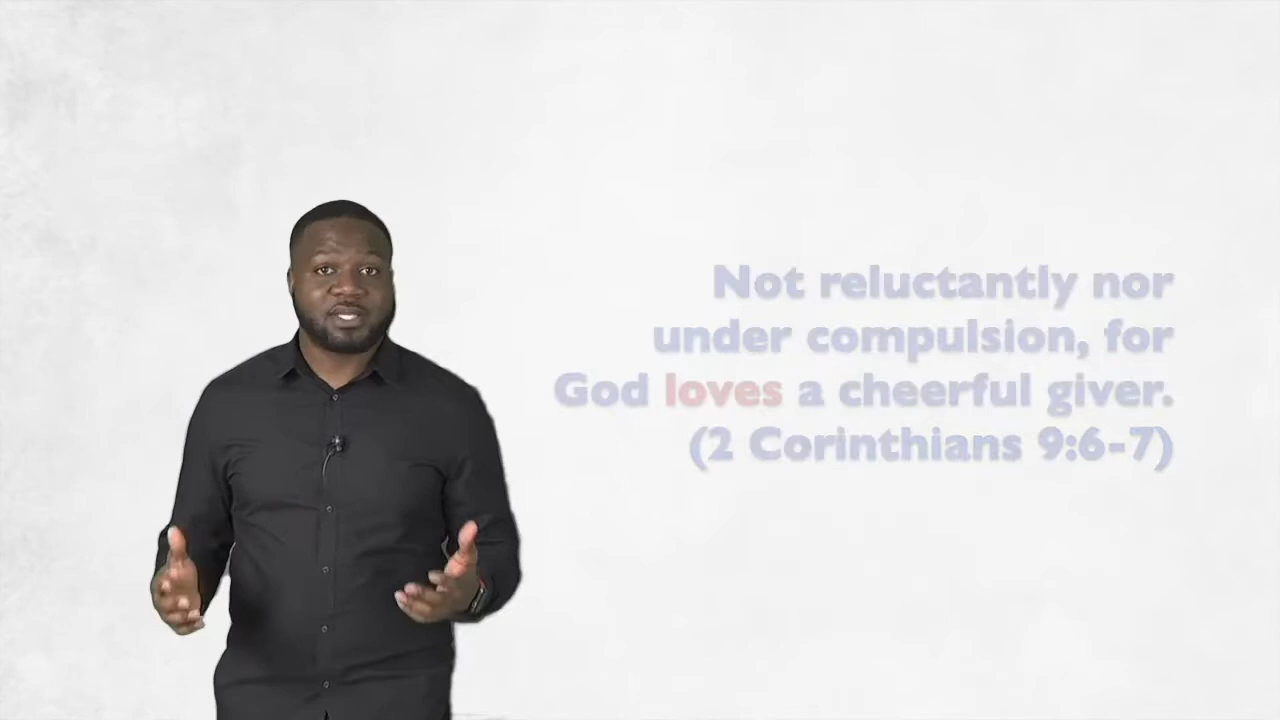 Not reluctantly nor
under compulsion, for
God loves a cheerful giver.
(2 Corinthians 9:6-7)